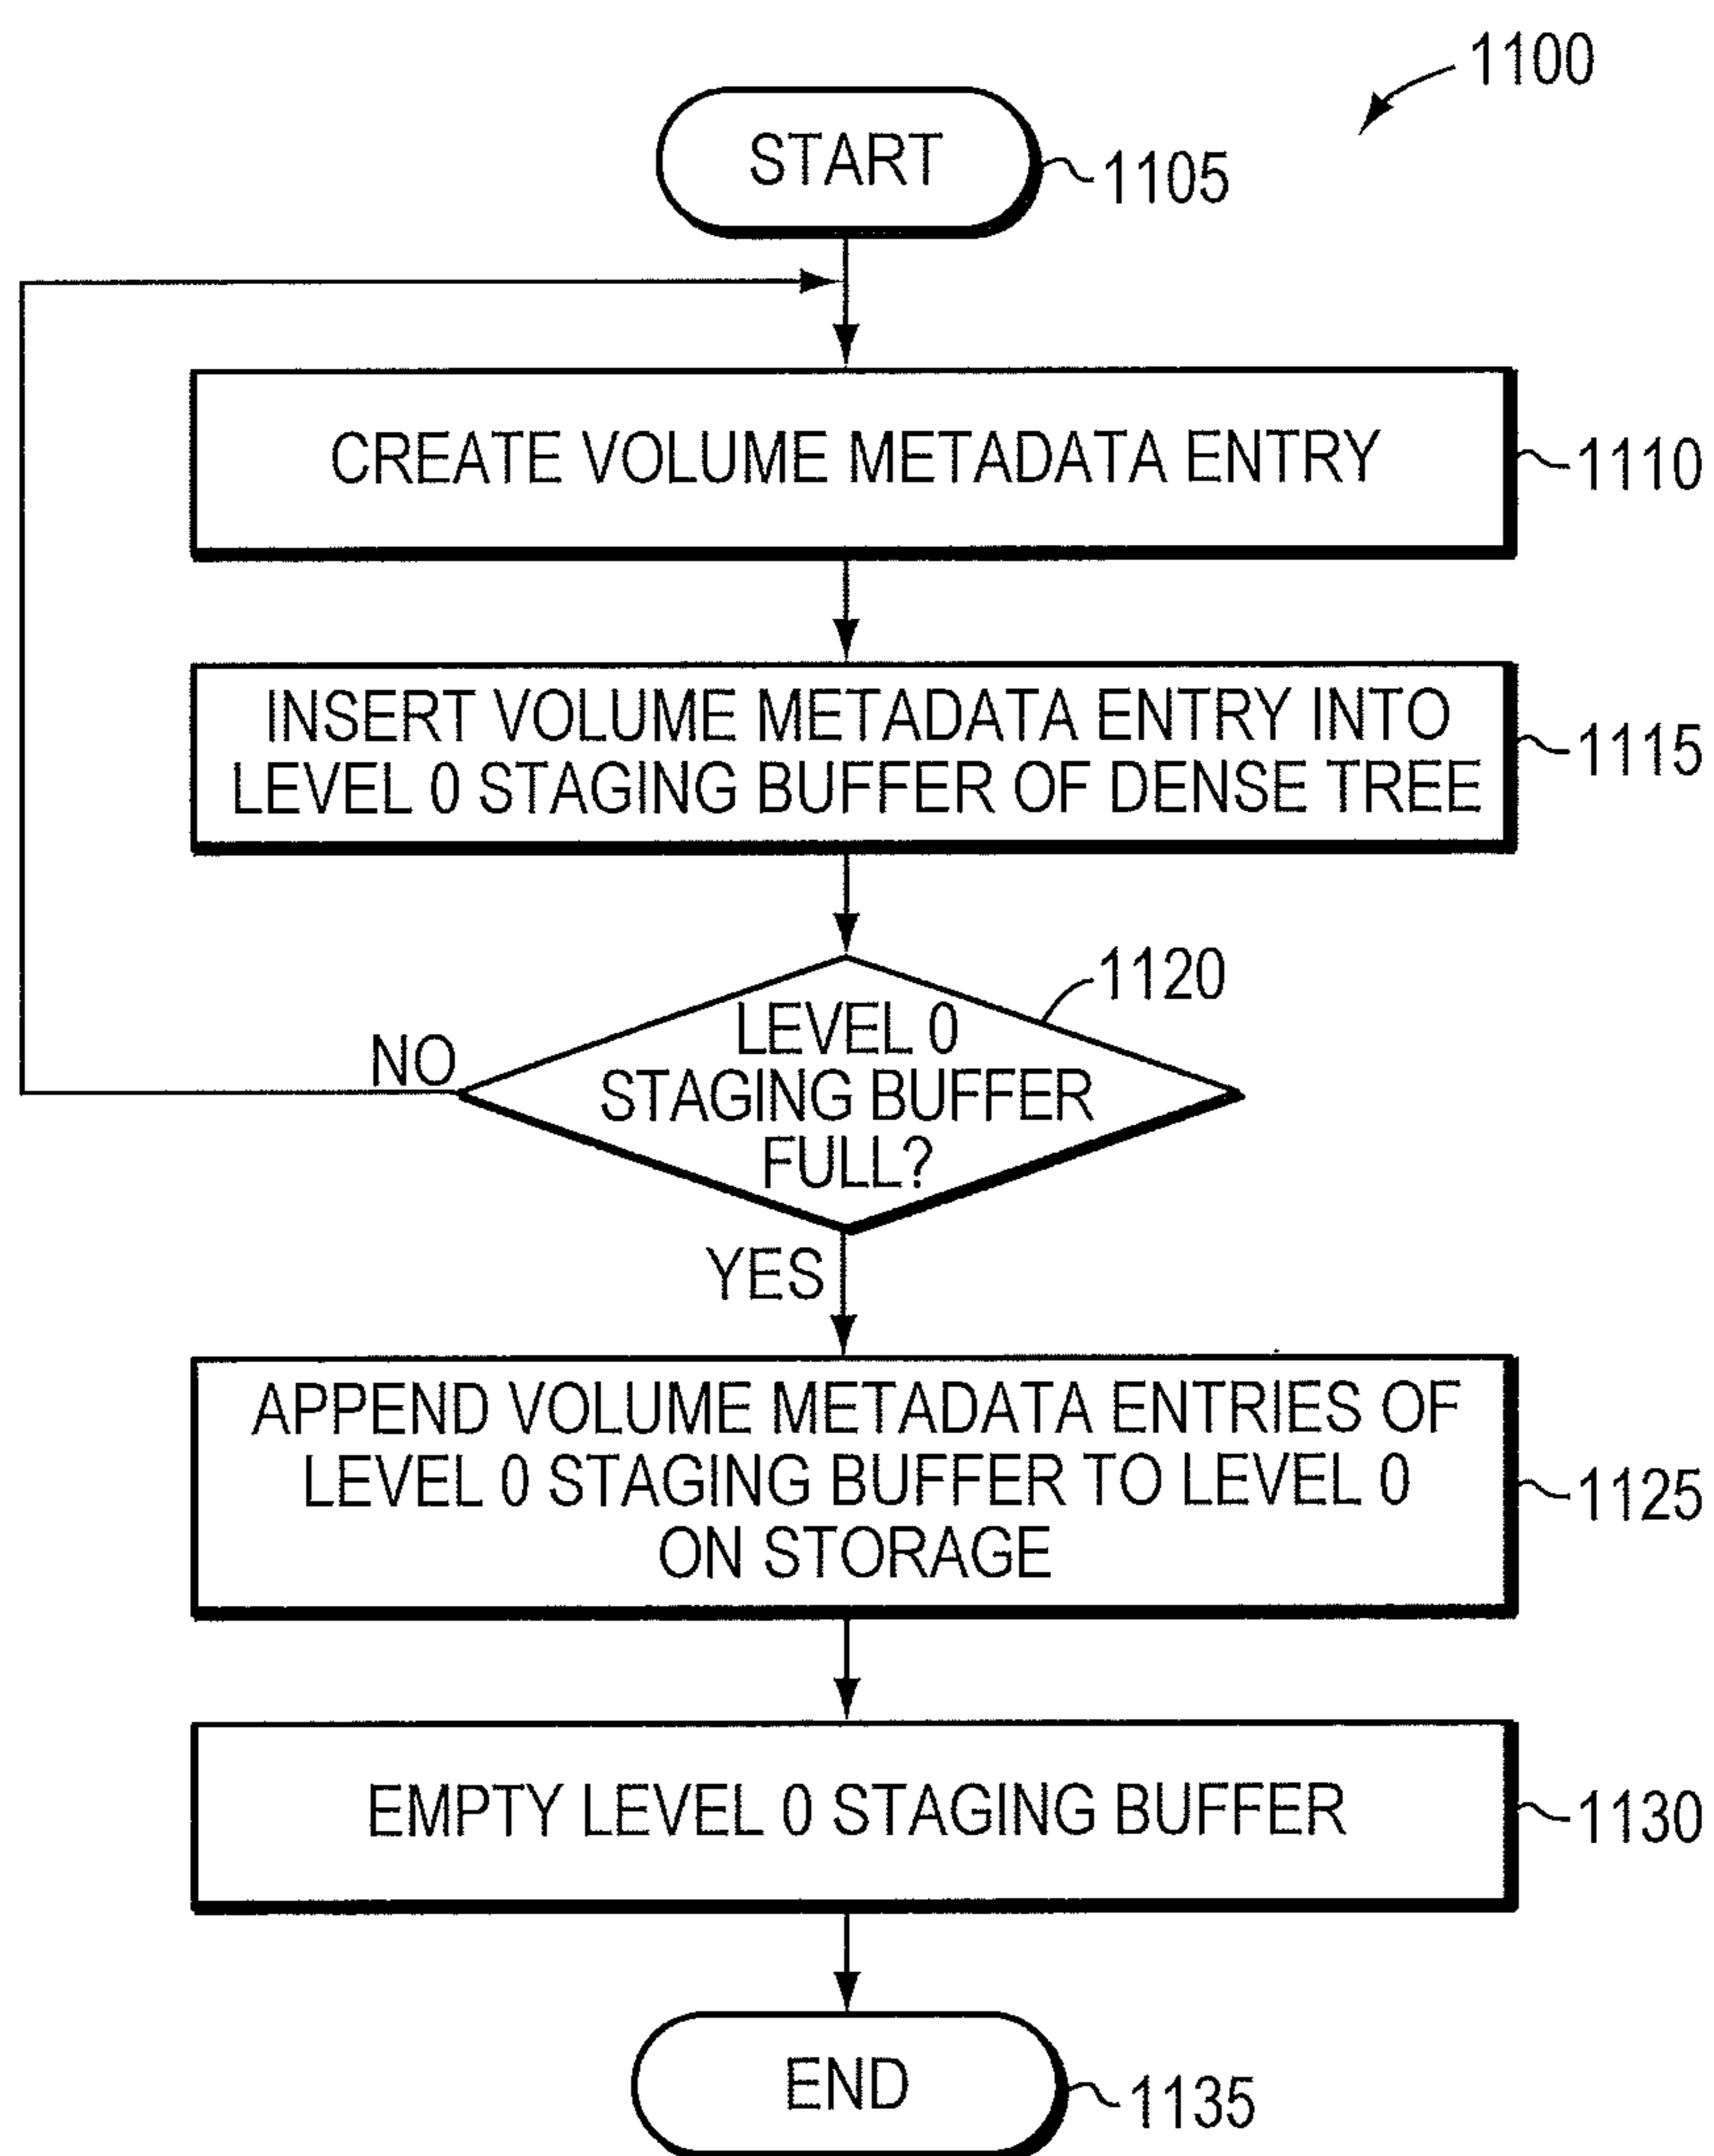 1100
START
1105
CREATE VOLUME METADATA ENTRY
1110
INSERT VOLUME METADATA ENTRY INTO
LEVEL 0 STAGING BUFFER OF DENSE TREE
1115
1120
LEVEL 0
STAGING BUFFER
FULL?
NO
YES
APPEND VOLUME METADATA ENTRIES OF
LEVEL 0 STAGING BUFFER TO LEVEL 0
ON STORAGE
1125
EMPTY LEVEL 0 STAGING BUFFER
1130
END
1135